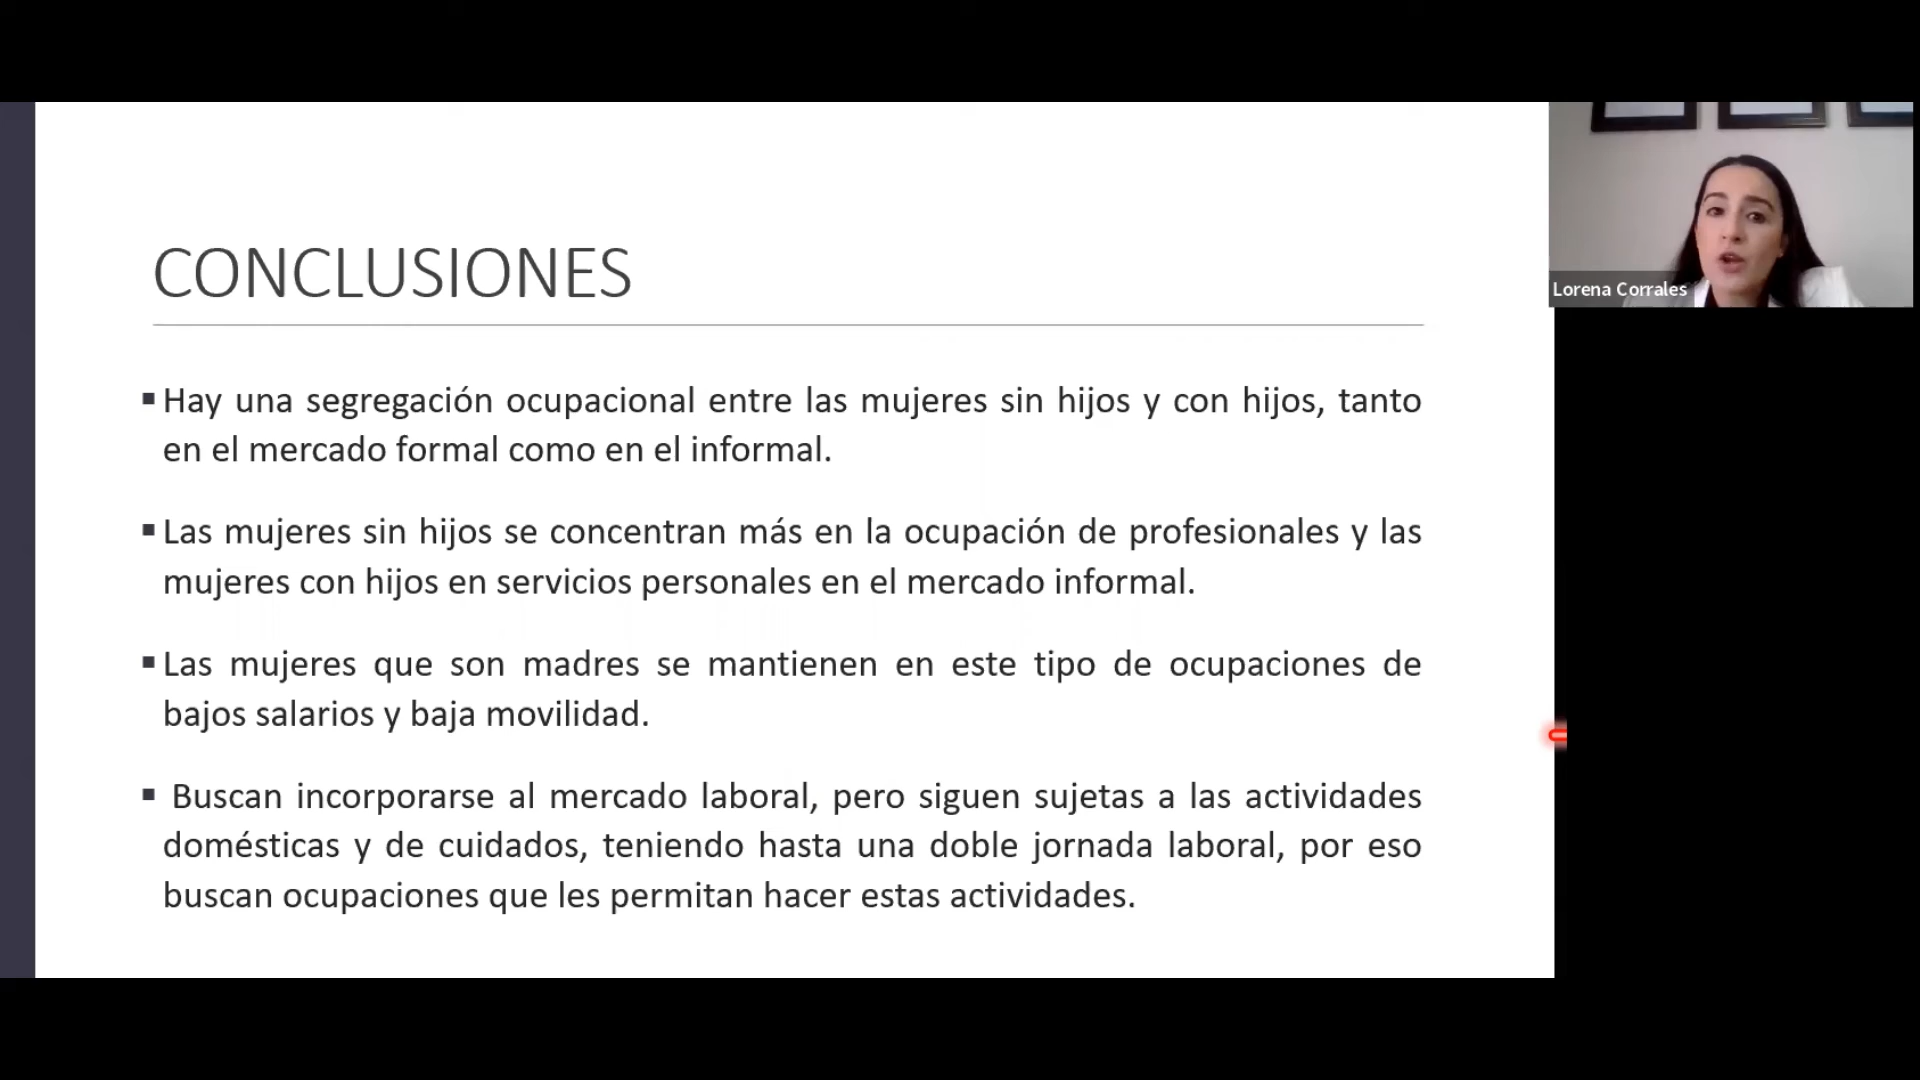 CONCLUSIONES
Lorena Corrales
▪Hay una segregación ocupacional entre las mujeres sin hijos y con hijos, tanto
en el mercado formal como en el informal.
▪Las mujeres sin hijos se concentran más en la ocupación de profesionales y las
mujeres con hijos en servicios personales en el mercado informal.
▪Las mujeres que son madres se mantienen en este tipo de ocupaciones de
bajos salarios y baja movilidad.
▪ Buscan incorporarse al mercado laboral, pero siguen sujetas a las actividades
domésticas y de cuidados, teniendo hasta una doble jornada laboral, por eso
buscan ocupaciones que les permitan hacer estas actividades.